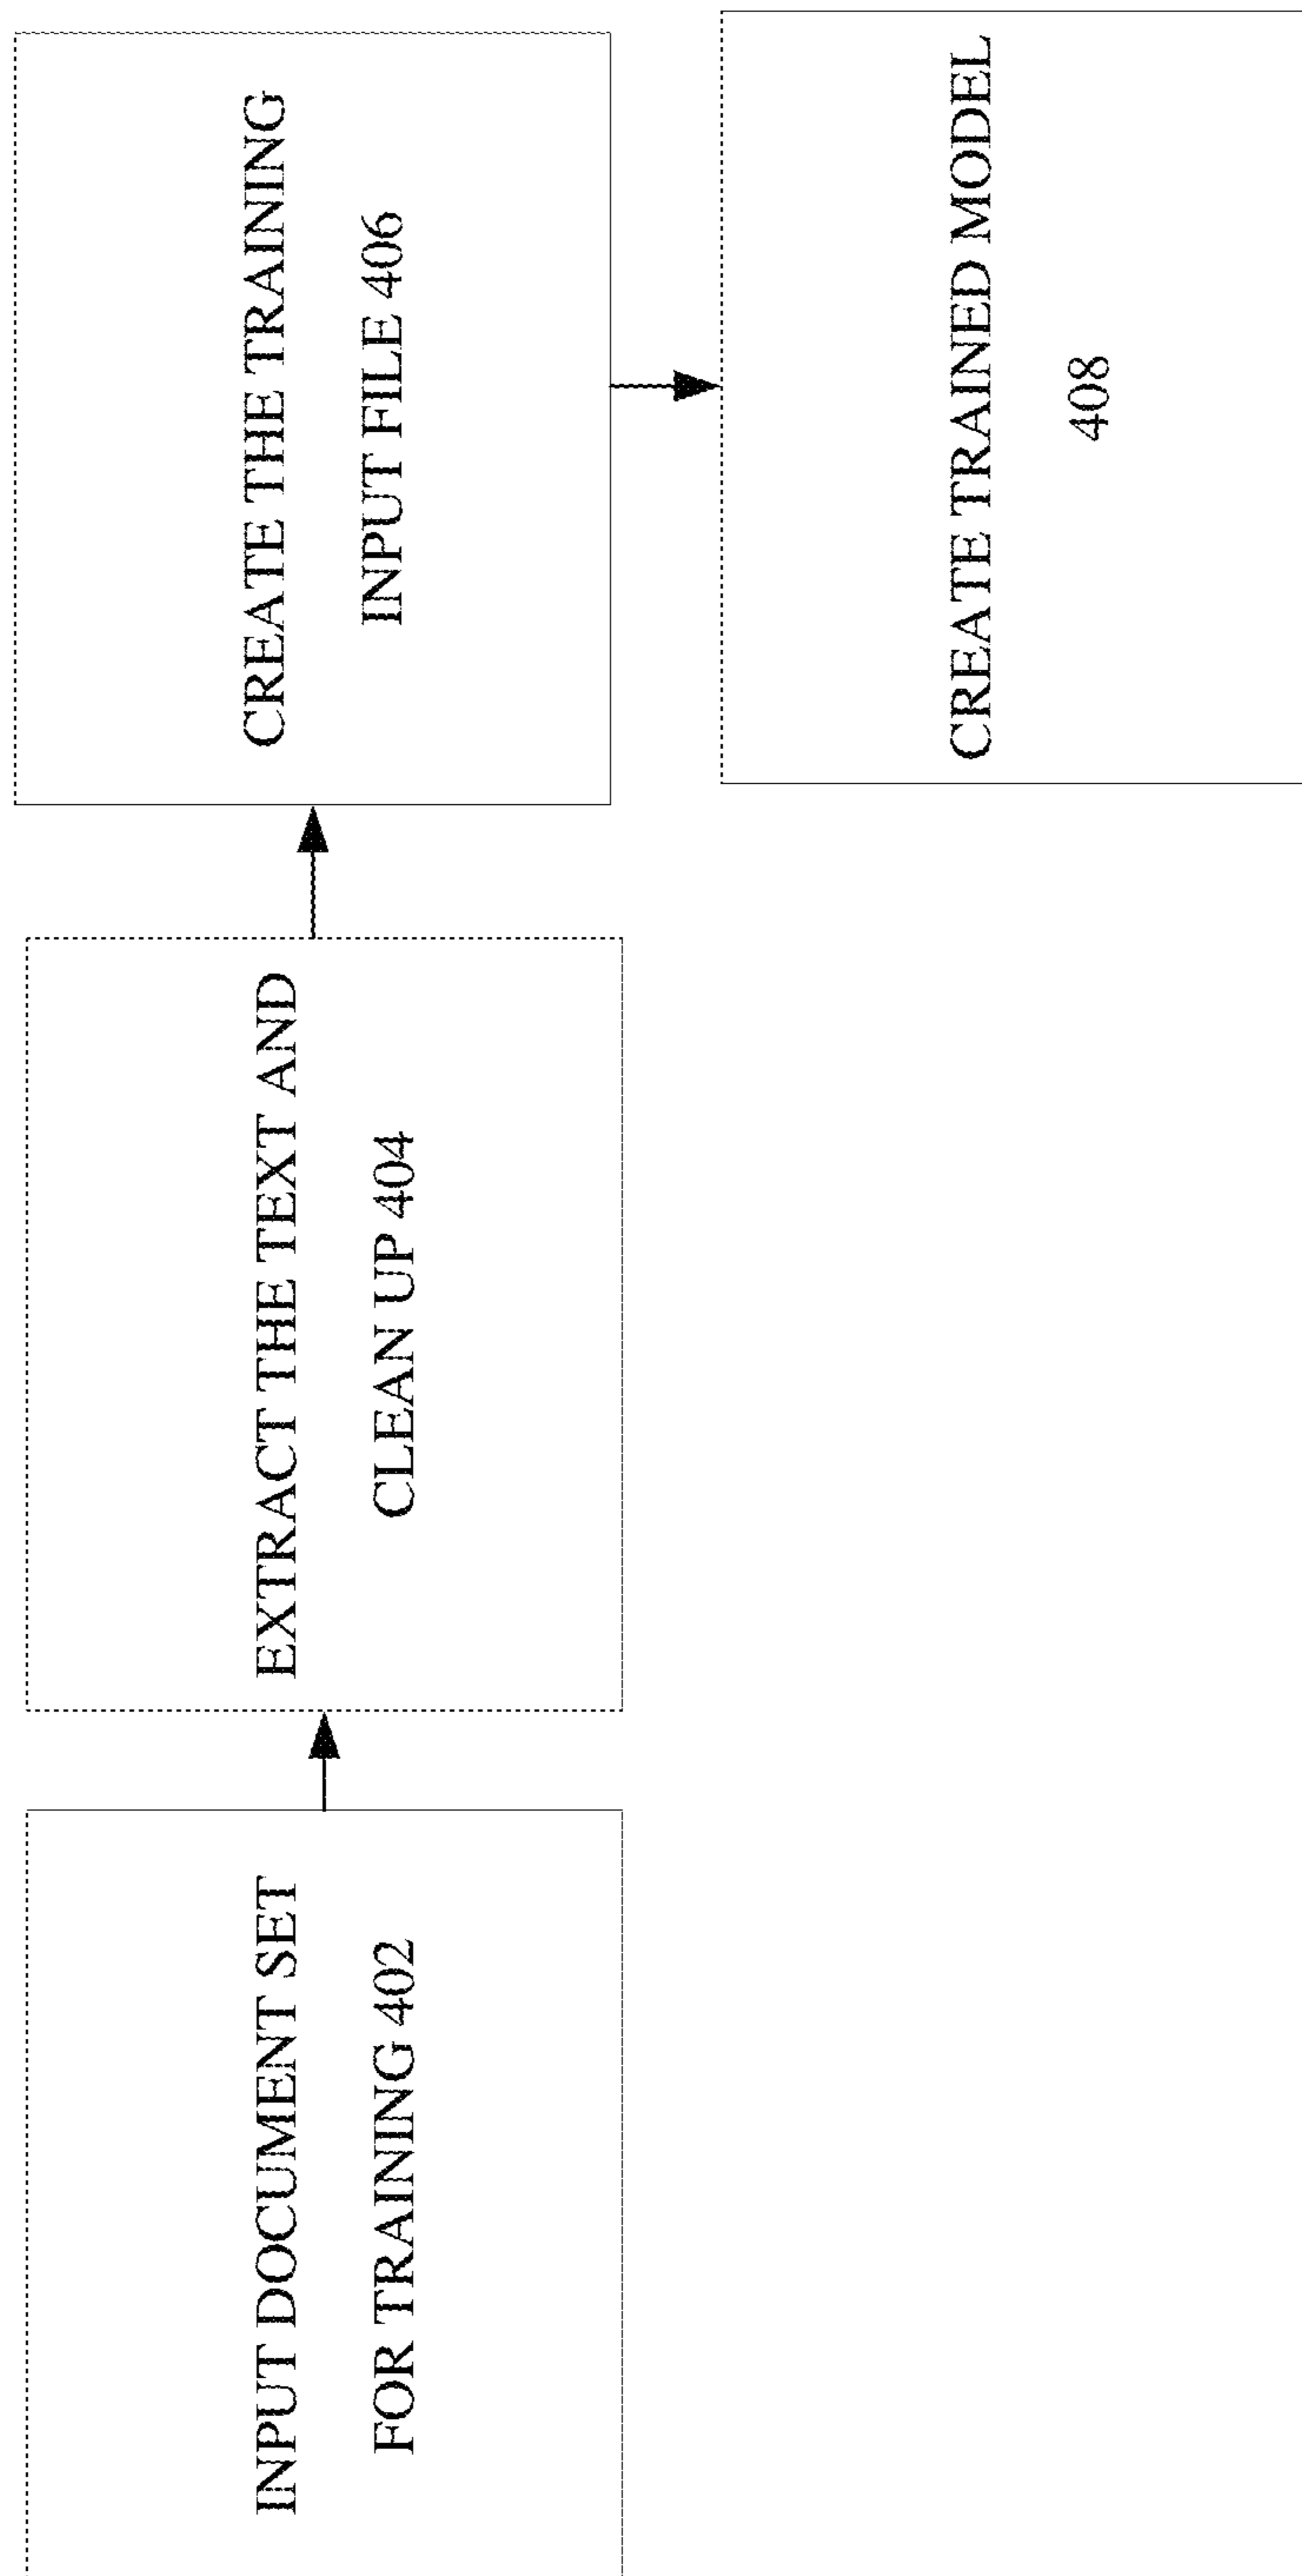 INPUT DOCUMENT SET
FOR TRAINING 402
EXTRACT THE TEXT AND
CLEAN UP 404
CREATE THE TRAINING
INPUT FILE 406
CREATE TRAINED MODEL
408